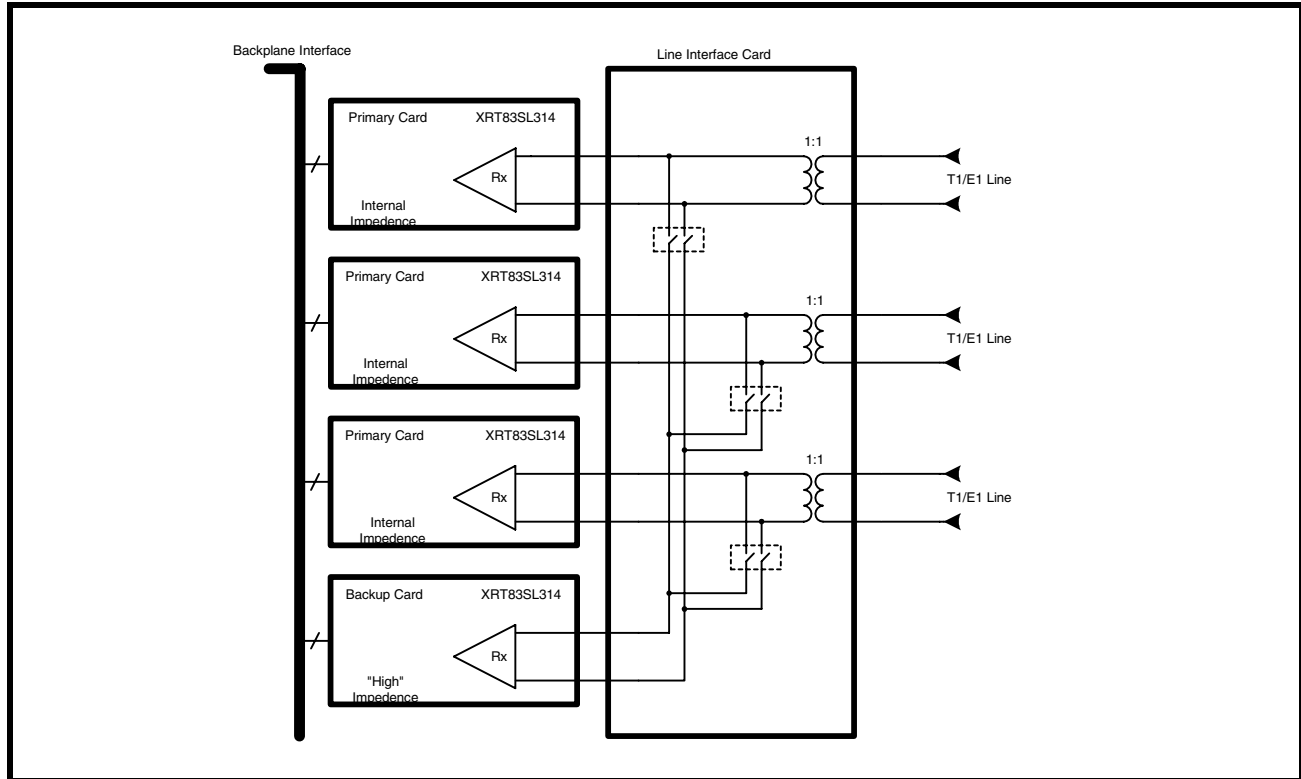 Backplane Interface
Line Interface Card
Primary Card XRT83SL314
Rx
Internal
Impedence
1:1
T1/E1 Line
Primary Card XRT83SL314
Rx
Internal
Impedence
1:1
T1/E1 Line
Primary Card XRT83SL314
Rx
Internal
Impedence
1:1
T1/E1 Line
Backup Card XRT83SL314
Rx
"High"
Impedence